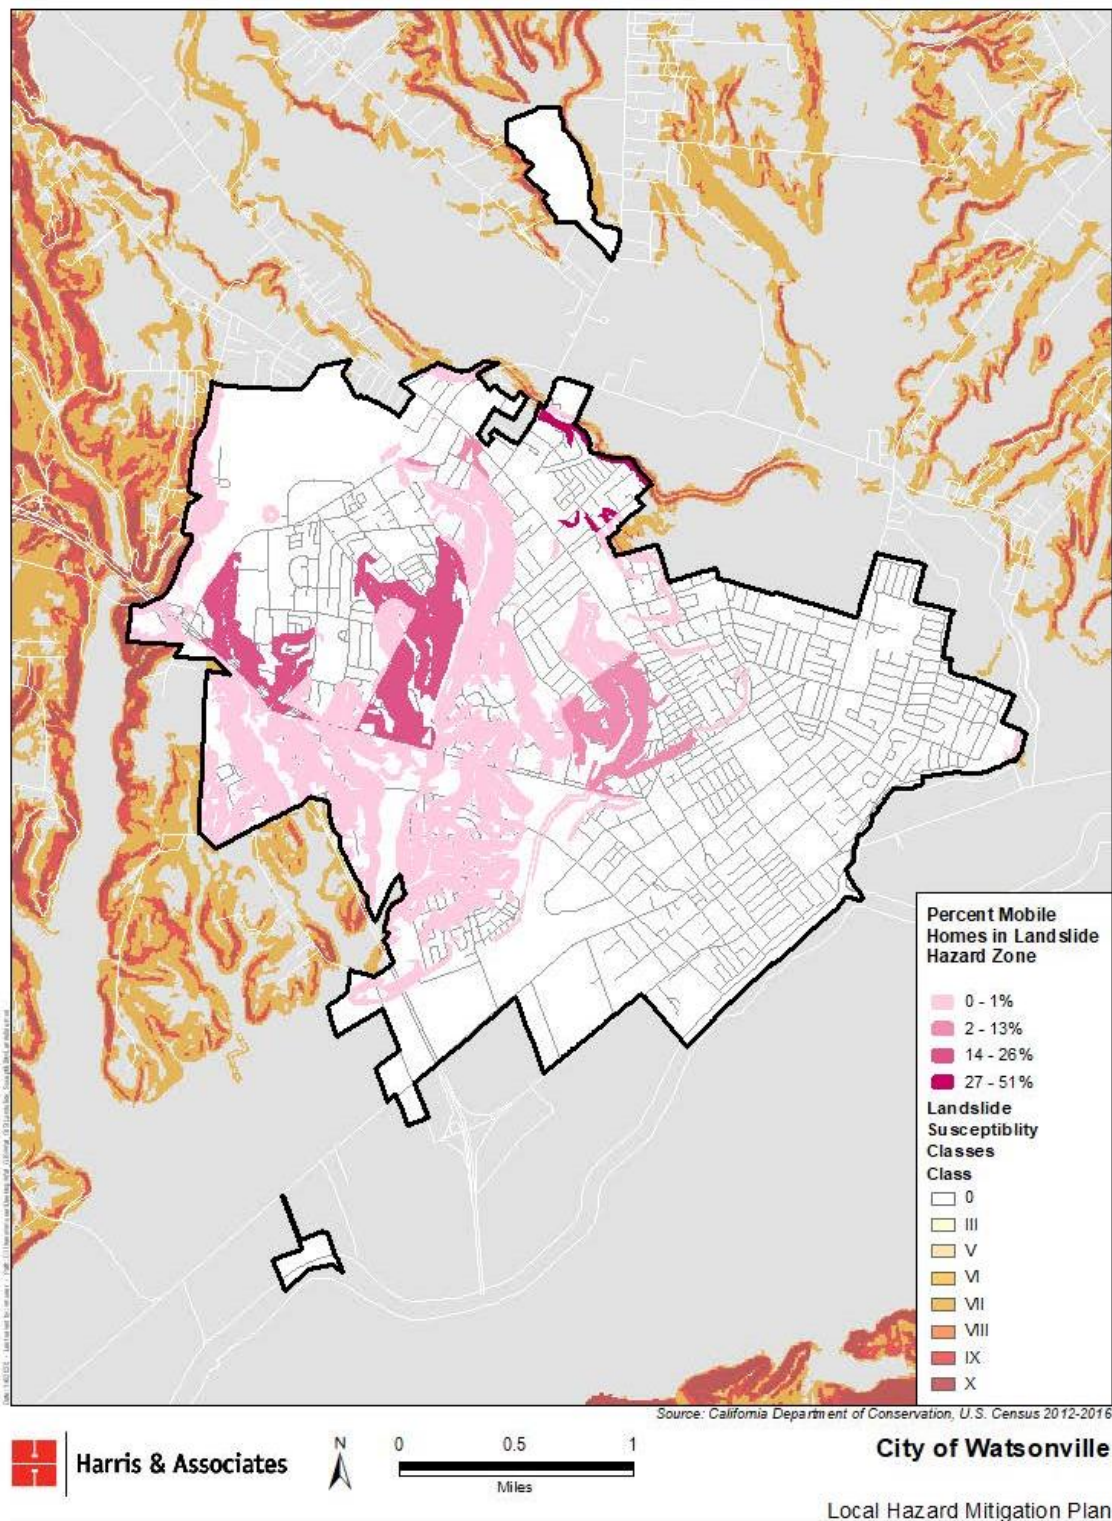 Percent Mobile
Homes in Landslide
Hazard Zone
0 - 1%
2 - 13%
14 - 26%
27 - 51%
Landslide
Susceptiblity
Classes
Class
0
III
V
VI
VII
VIII
IX
X
Source: California Department of Conservation, U.S. Census 2012-2016
Harris & Associates
N
0 0.5 1
Miles
City of Watsonville
Local Hazard Mitigation Plan